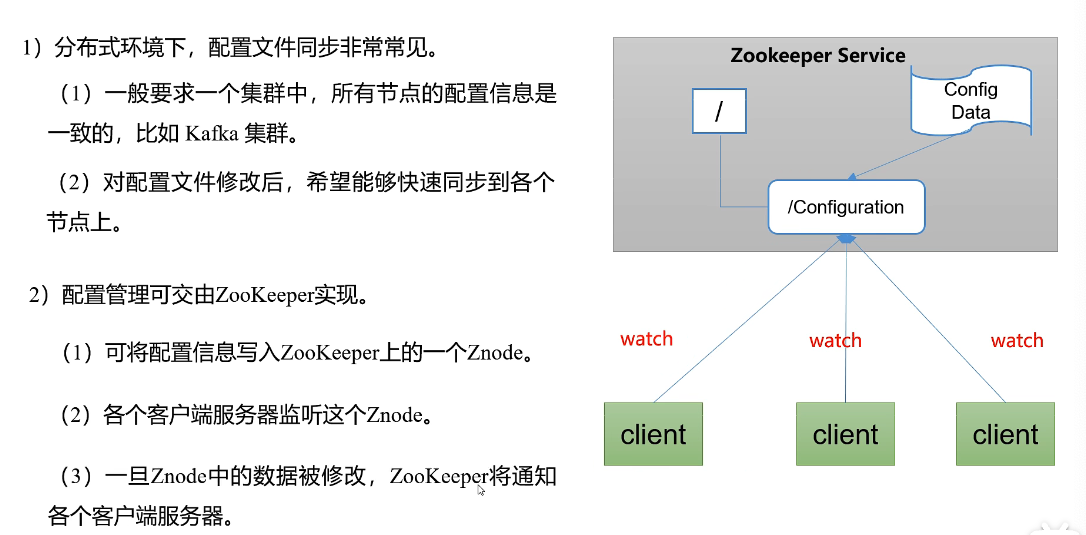 1）分布式环境下，配置文件同步非常常见。
（1）一般要求一个集群中，所有节点的配置信息是
一致的，比如 Kafka 集群。
（2）对配置文件修改后，希望能够快速同步到各个
节点上。
2）配置管理可交由ZooKeeper实现。
（1）可将配置信息写入ZooKeeper上的一个Znode。
（2）各个客户端服务器监听这个Znode。
（3）一旦Znode中的数据被修改，ZooKeeper将通知
各个客户端服务器。
Zookeeper Service
Config
Data
/
/Configuration
watch
watch
watch
client
client
client